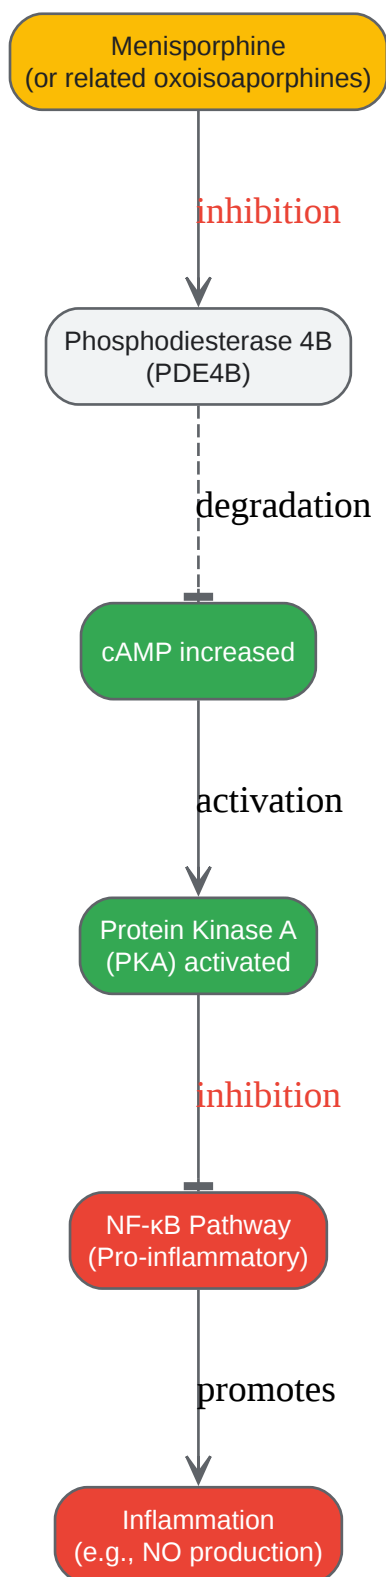 Menisporphine
(or related oxoisoaporphines)
inhibition
Phosphodiesterase 4B
(PDE4B)
degradation
cAMP increased
activation
Protein Kinase A
(PKA) activated
inhibition
NF-κB Pathway
(Pro-inflammatory)
promotes
Inflammation
(e.g., NO production)